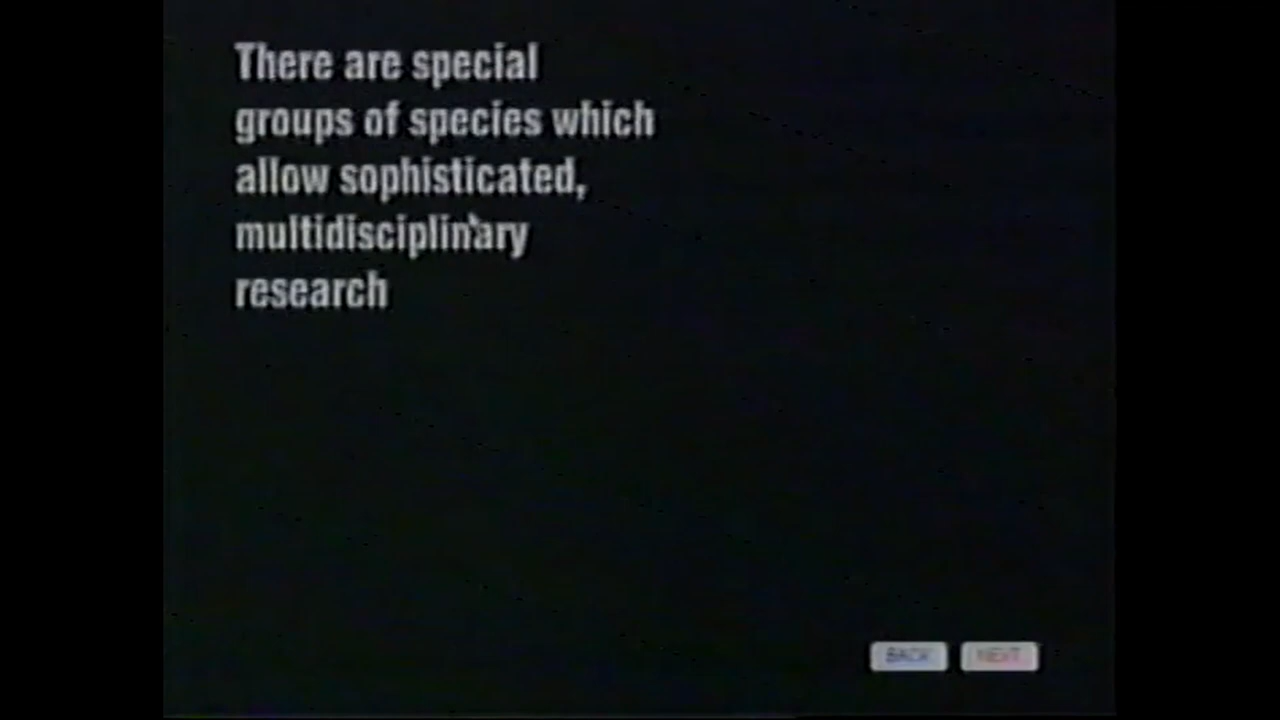 There are special
groups of species which
allow sophisticated,
multidisciplinary
research
BACK NEXT